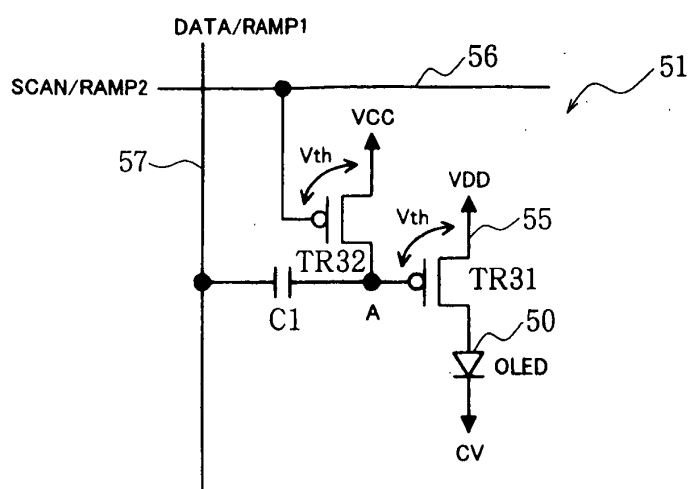 DATA/RAMP1
56
SCAN/RAMP2
51
VCC
57
Vth
VDD
Vth
55
TR32
TR31
C1
A
50
OLED
CV